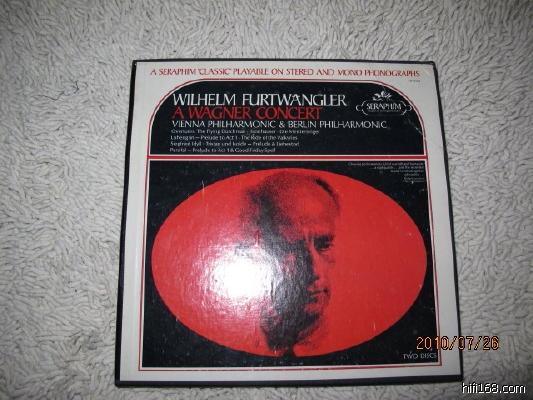 A SERAPHIM "CLASSIC" PLAYABLE ON STEREO AND MONO PHONOGRAPHS
WILHELM FURTWÄNGLER
A WAGNER CONCERT
SERAPHIM
VIENNA PHILHARMONIC & BERLIN PHILHARMONIC
Overtures: The Flying Dutchman • Tannhäuser • Die Meistersinger
Lohengrin — Prelude to Act I • The Ride of the Valkyries
Siegfried Idyll • Tristan und Isolde — Prelude & Liebestod
Parsifal — Prelude to Act I & Good Friday Spell
2010/07/26
TWO DISCS
hifi168.com